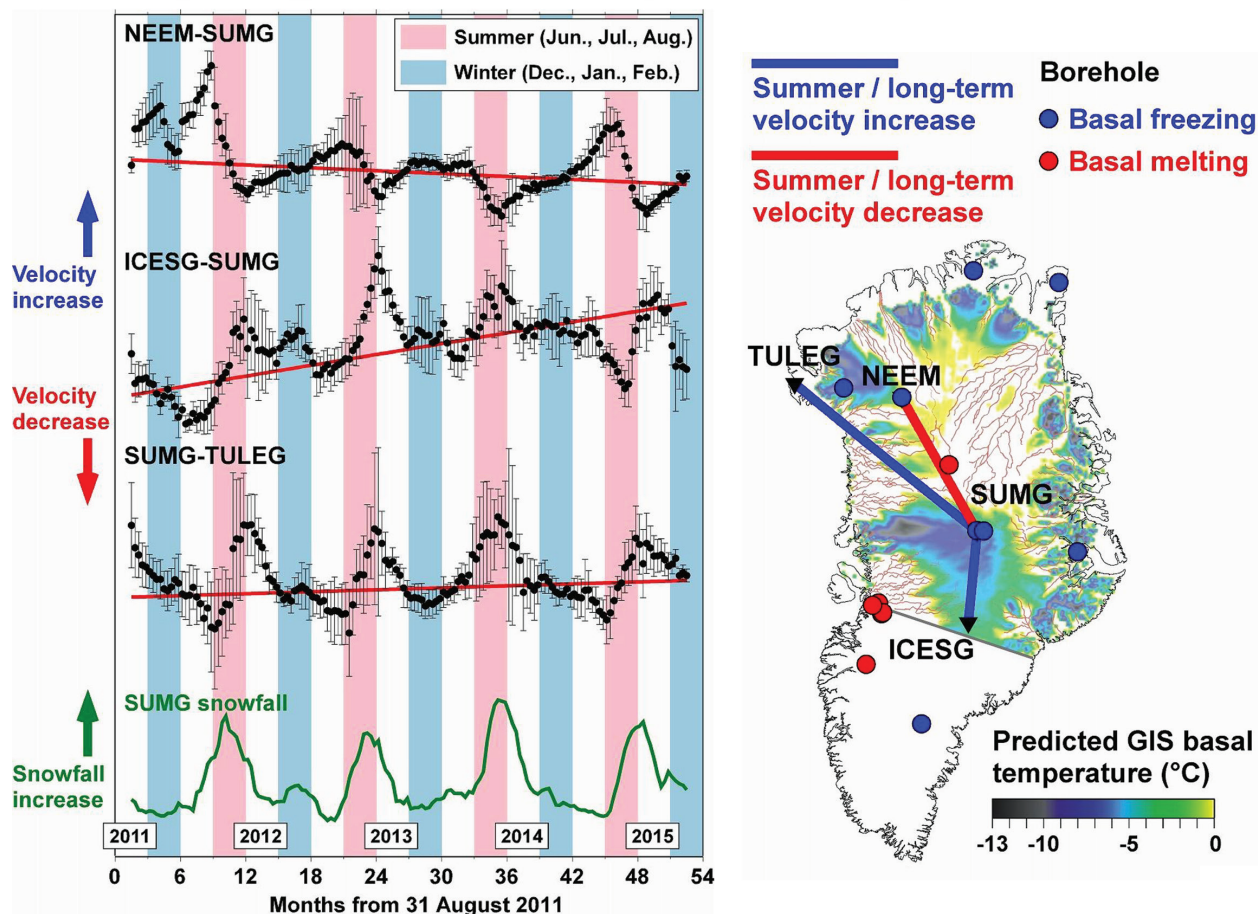 NEEM-SUMG
Summer (Jun., Jul., Aug.)
Winter (Dec., Jan., Feb.)
Velocity
increase
ICESG-SUMG
Velocity
decrease
SUMG-TULEG
SUMG snowfall
Snowfall
increase
2011 2012 2013 2014 2015
0 6 12 18 24 30 36 42 48 54
Months from 31 August 2011
Summer / long-term
velocity increase
Summer / long-term
velocity decrease
Borehole
Basal freezing
Basal melting
TULEG
NEEM
SUMG
ICESG
Predicted GIS basal
temperature (°C)
-13 -10 -5 0